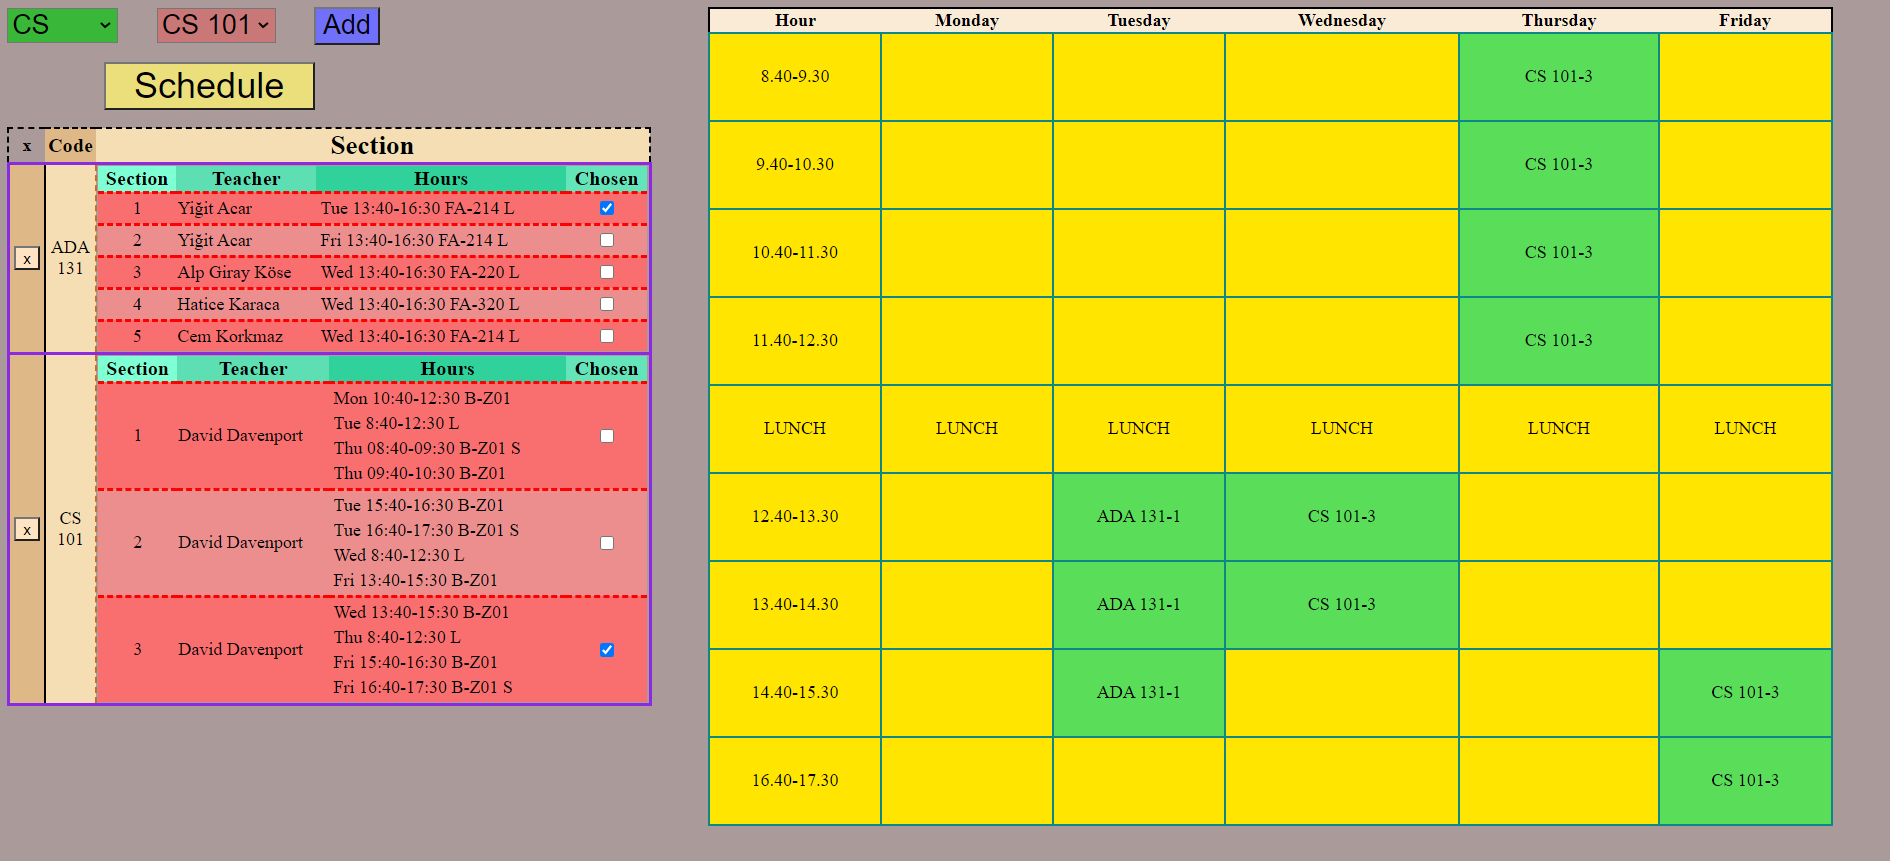 CS CS 101 Add
Schedule
x Code Section
x ADA 131
Section Teacher Hours Chosen
1 Yiğit Acar Tue 13:40-16:30 FA-214 L
2 Yiğit Acar Fri 13:40-16:30 FA-214 L
3 Alp Giray Köse Wed 13:40-16:30 FA-220 L
4 Hatice Karaca Wed 13:40-16:30 FA-320 L
5 Cem Korkmaz Wed 13:40-16:30 FA-214 L
x CS 101
Section Teacher Hours Chosen
1 David Davenport Mon 10:40-12:30 B-Z01
Tue 8:40-12:30 L
Thu 08:40-09:30 B-Z01 S
Thu 09:40-10:30 B-Z01
2 David Davenport Tue 15:40-16:30 B-Z01
Tue 16:40-17:30 B-Z01 S
Wed 8:40-12:30 L
Fri 13:40-15:30 B-Z01
3 David Davenport Wed 13:40-15:30 B-Z01
Thu 8:40-12:30 L
Fri 15:40-16:30 B-Z01
Fri 16:40-17:30 B-Z01 S
Hour Monday Tuesday Wednesday Thursday Friday
8.40-9.30 CS 101-3
9.40-10.30 CS 101-3
10.40-11.30 CS 101-3
11.40-12.30 CS 101-3
LUNCH LUNCH LUNCH LUNCH LUNCH LUNCH
12.40-13.30 ADA 131-1 CS 101-3
13.40-14.30 ADA 131-1 CS 101-3
14.40-15.30 ADA 131-1 CS 101-3
16.40-17.30 CS 101-3